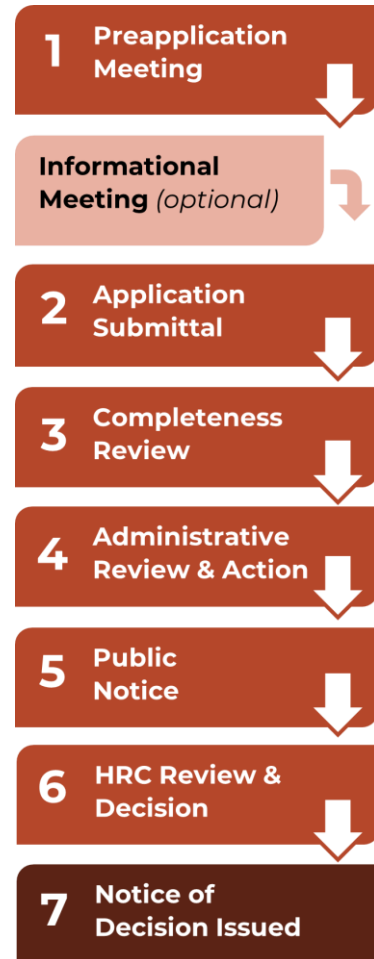 1 Preapplication
Meeting
Informational
Meeting (optional)
2 Application
Submittal
3 Completeness
Review
4 Administrative
Review & Action
5 Public
Notice
6 HRC Review &
Decision
7 Notice of
Decision Issued